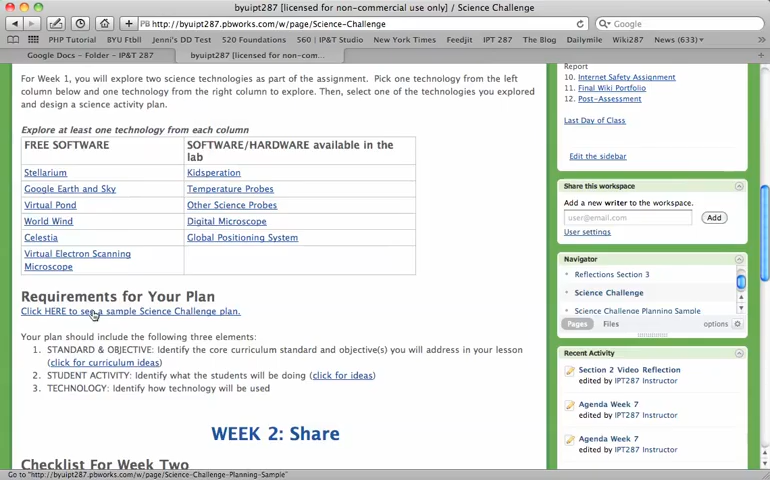 byuipt287 [licensed for non-commercial use only] / Science Challenge
http://byuipt287.pbworks.com/w/page/Science-Challenge
Google
PHP Tutorial BYU Ftbll Jenni's DD Test 520 Foundations 560 | IPT& Studio New York Times Feedjit IPT 287 The Blog Dailymile Wiki287 News (633)
Google Docs – Folder – IP&T 287
byuipt287 [licensed for non-com...
For Week 1, you will explore two science technologies as part of the assignment. Pick one technology from the left
column below and one technology from the right column to explore. Then, select one of the technologies you explored
and design a science activity plan.
Explore at least one technology from each column
FREE SOFTWARE
SOFTWARE/HARDWARE available in the
lab
Stellarium
Kidsperation
Google Earth and Sky
Temperature Probes
Virtual Pond
Other Science Probes
World Wind
Digital Microscope
Celestia
Global Positioning System
Virtual Electron Scanning
Microscope
Requirements for Your Plan
Click HERE to see a sample Science Challenge plan.
Your plan should include the following three elements:
1. STANDARD & OBJECTIVE: Identify the core curriculum standard and objective(s) you will address in your lesson
(click for curriculum ideas)
2. STUDENT ACTIVITY: Identify what the students will be doing (click for ideas)
3. TECHNOLOGY: Identify how technology will be used
WEEK 2: Share
Checklist For Week Two
Report
10. Internet Safety Assignment
11. Final Wiki Portfolio
12. Post-Assessment
Last Day of Class
Edit the sidebar
Share this workspace
Add a new writer to the workspace.
user@email.com
Add
User settings
Navigator
Reflections Section 3
Science Challenge
Science Challenge Planning Sample
Pages Files options
Recent Activity
Section 2 Video Reflection
edited by IPT287 Instructor
Agenda Week 7
edited by IPT287 Instructor
Agenda Week 7
edited by IPT287 Instructor
Go to "http://byuipt287.pbworks.com/w/page/Science-Challenge-Planning-Sample"